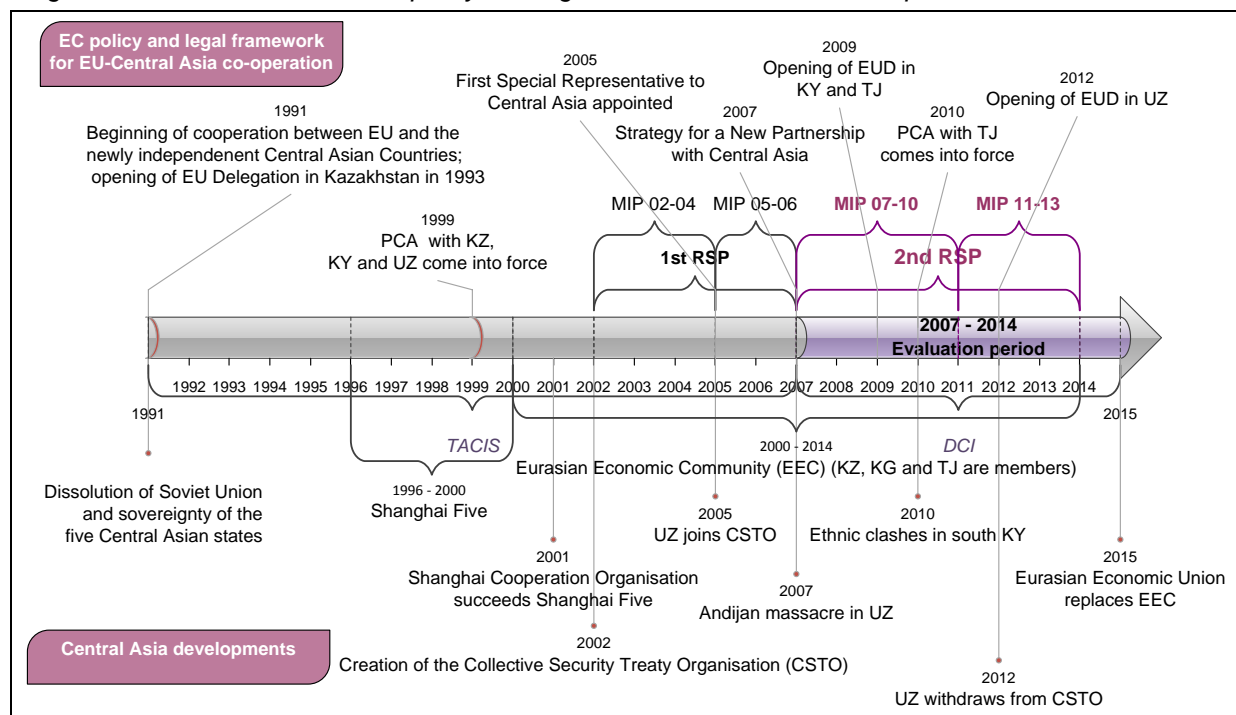 EC policy and legal framework
for EU-Central Asia co-operation
2005
First Special Representative to
Central Asia appointed
2009
Opening of EUD in
KY and TJ
2012
Opening of EUD in UZ
1991
Beginning of cooperation between EU and the
newly independenent Central Asian Countries;
opening of EU Delegation in Kazakhstan in 1993
2007
Strategy for a New Partnership
with Central Asia
2010
PCA with TJ
comes into force
1999
PCA with KZ,
KY and UZ come into force
MIP 02-04
MIP 05-06
MIP 07-10
MIP 11-13
1st RSP
2nd RSP
2007 - 2014
Evaluation period
1992 1993 1994 1995 1996 1997 1998 1999 2000 2001 2002 2003 2004 2005 2006 2007 2008 2009 2010 2011 2012 2013 2014
1991
2015
TACIS
DCI
2000 - 2014
Eurasian Economic Community (EEC) (KZ, KG and TJ are members)
Dissolution of Soviet Union
and sovereignty of the
five Central Asian states
1996 - 2000
Shanghai Five
2005
UZ joins CSTO
2010
Ethnic clashes in south KY
2001
Shanghai Cooperation Organisation
succeeds Shanghai Five
2007
Andijan massacre in UZ
2015
Eurasian Economic Union
replaces EEC
Central Asia developments
2002
Creation of the Collective Security Treaty Organisation (CSTO)
2012
UZ withdraws from CSTO